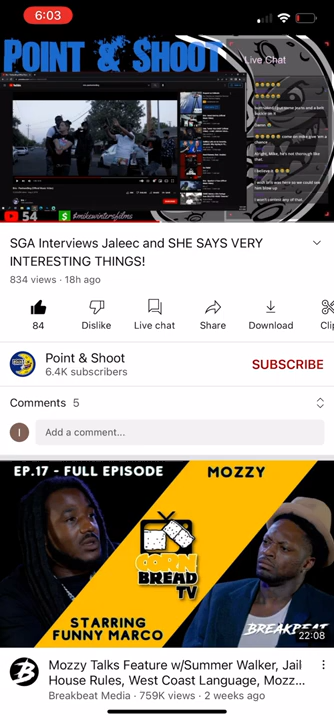 6:03
POINT & SHOOT
Live Chat
I believe it
54
$
#mikewintersfilms
SGA Interviews Jaleec and SHE SAYS VERY
INTERESTING THINGS!
834 views · 18h ago
84
Dislike
Live chat
Share
Download
Clip
Point & Shoot
6.4K subscribers
SUBSCRIBE
Comments 5
I
Add a comment...
EP.17 - FULL EPISODE
MOZZY
CORN
BREAD
TV
STARRING
FUNNY MARCO
BREAKBEAT
22:08
B
Mozzy Talks Feature w/Summer Walker, Jail
House Rules, West Coast Language, Mozz...
Breakbeat Media · 759K views · 2 weeks ago